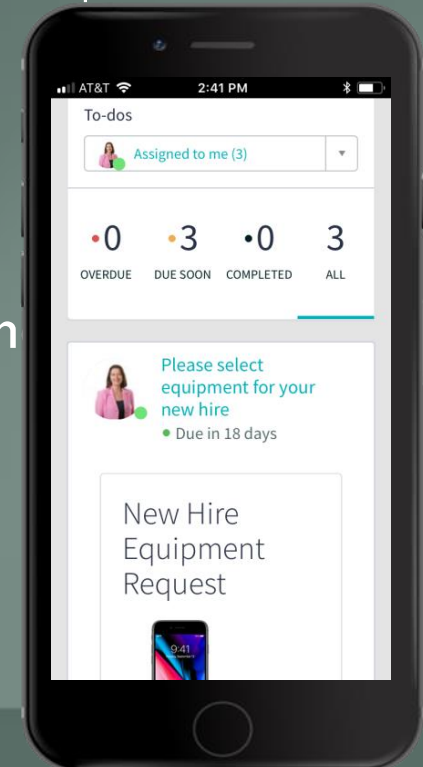 AT&T 2:41 PM
To-dos
Assigned to me (3)
0 3 0 3
OVERDUE DUE SOON COMPLETED ALL
Please select
equipment for your
new hire
Due in 18 days
New Hire
Equipment
Request
9:41